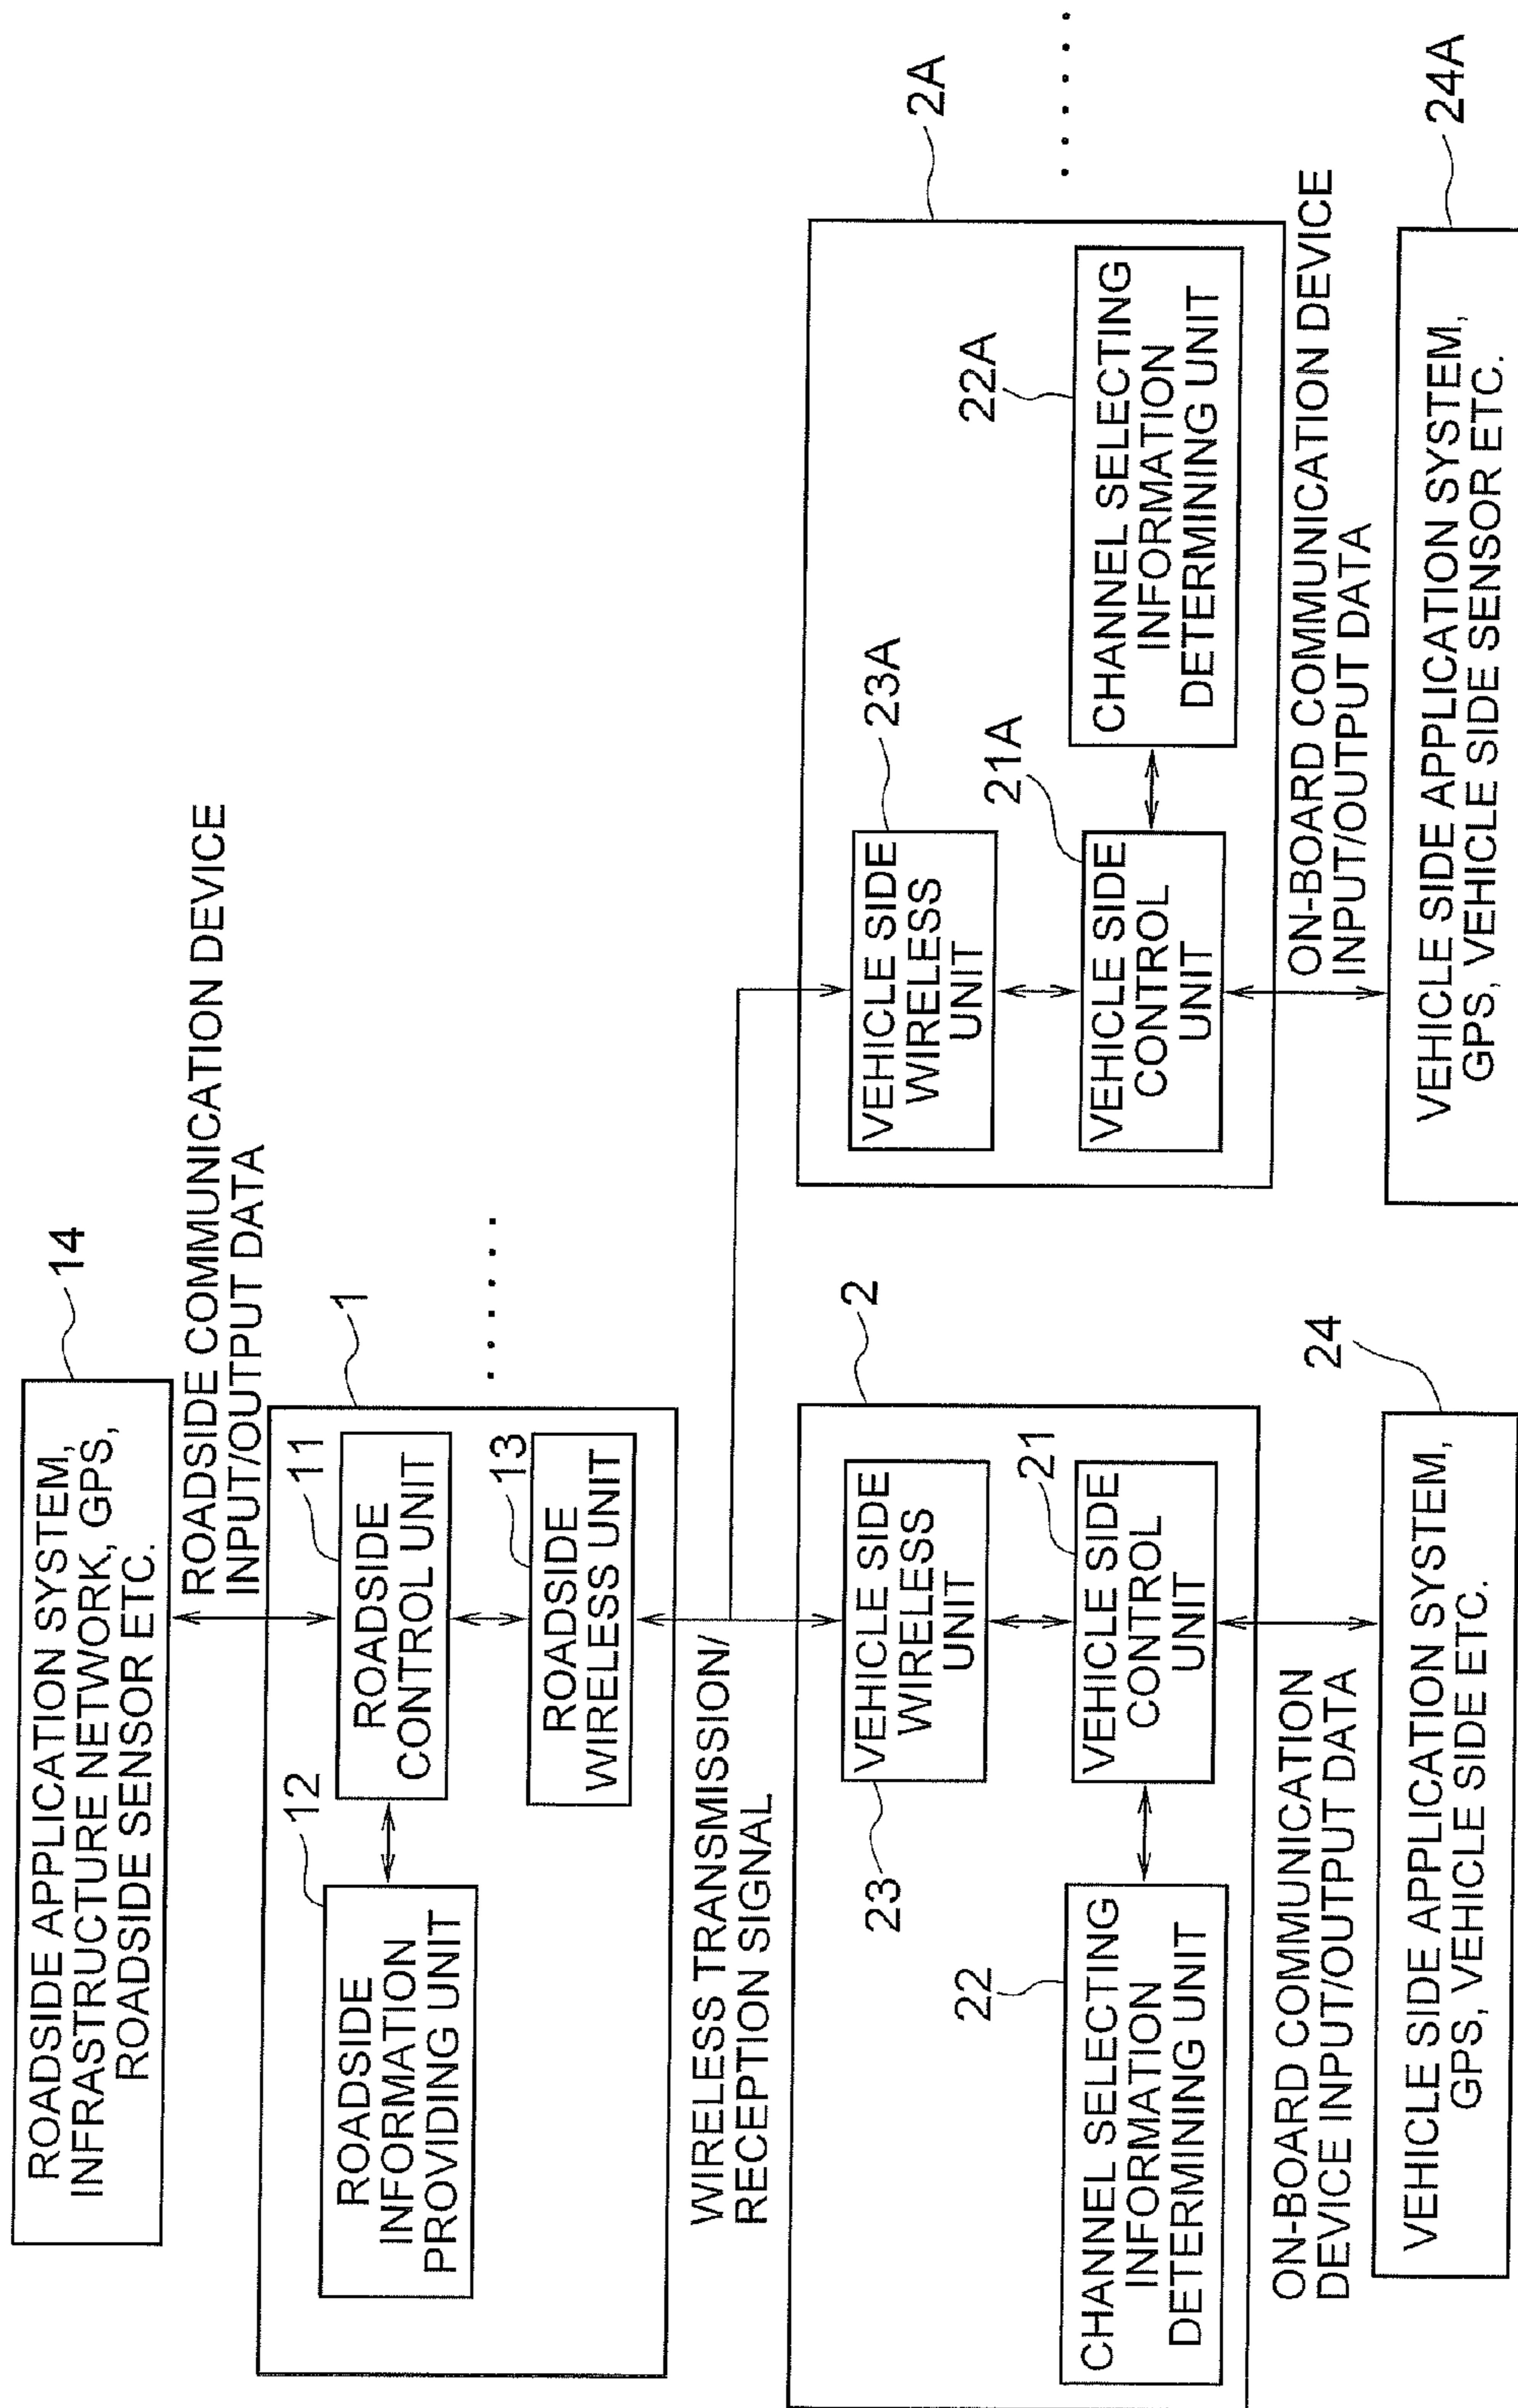 ROADSIDE APPLICATION SYSTEM,
INFRASTRUCTURE NETWORK, GPS,
ROADSIDE SENSOR ETC.
14
ROADSIDE COMMUNICATION DEVICE
INPUT/OUTPUT DATA
1
12
ROADSIDE
INFORMATION
PROVIDING UNIT
11
ROADSIDE
CONTROL UNIT
13
ROADSIDE
WIRELESS UNIT
. . . . . .
WIRELESS TRANSMISSION/
RECEPTION SIGNAL
2
VEHICLE SIDE
WIRELESS
UNIT
23
21
VEHICLE SIDE
CONTROL
UNIT
22
CHANNEL SELECTING
INFORMATION
DETERMINING UNIT
ON-BOARD COMMUNICATION
DEVICE INPUT/OUTPUT DATA
24
VEHICLE SIDE APPLICATION SYSTEM,
GPS, VEHICLE SIDE ETC.
2A
. . . . . .
23A
VEHICLE SIDE
WIRELESS
UNIT
21A
VEHICLE SIDE
CONTROL
UNIT
22A
CHANNEL SELECTING
INFORMATION
DETERMINING UNIT
ON-BOARD COMMUNICATION DEVICE
INPUT/OUTPUT DATA
24A
VEHICLE SIDE APPLICATION SYSTEM,
GPS, VEHICLE SIDE SENSOR ETC.